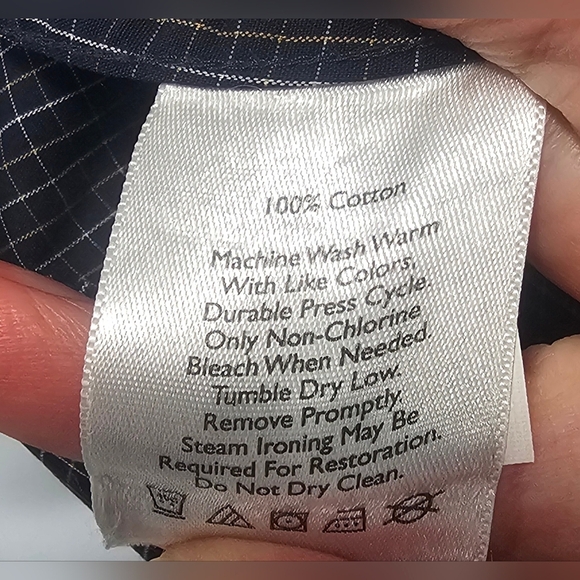 100% Cotton
Machine Wash Warm
With Like Colors,
Durable Press Cycle.
Only Non-Chlorine
Bleach When Needed.
Tumble Dry Low.
Remove Promptly.
Steam Ironing May Be
Required For Restoration.
Do Not Dry Clean.